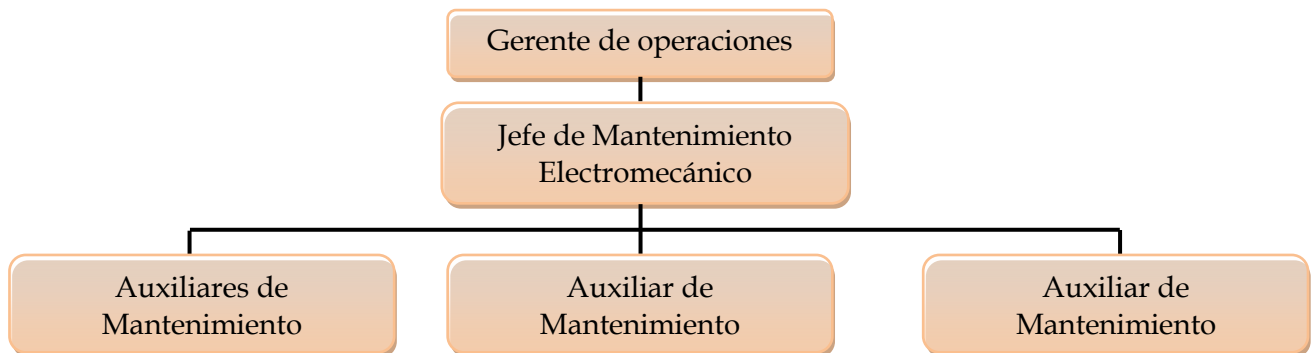 Gerente de operaciones
Jefe de Mantenimiento
Electromecánico
Auxiliares de
Mantenimiento
Auxiliar de
Mantenimiento
Auxiliar de
Mantenimiento